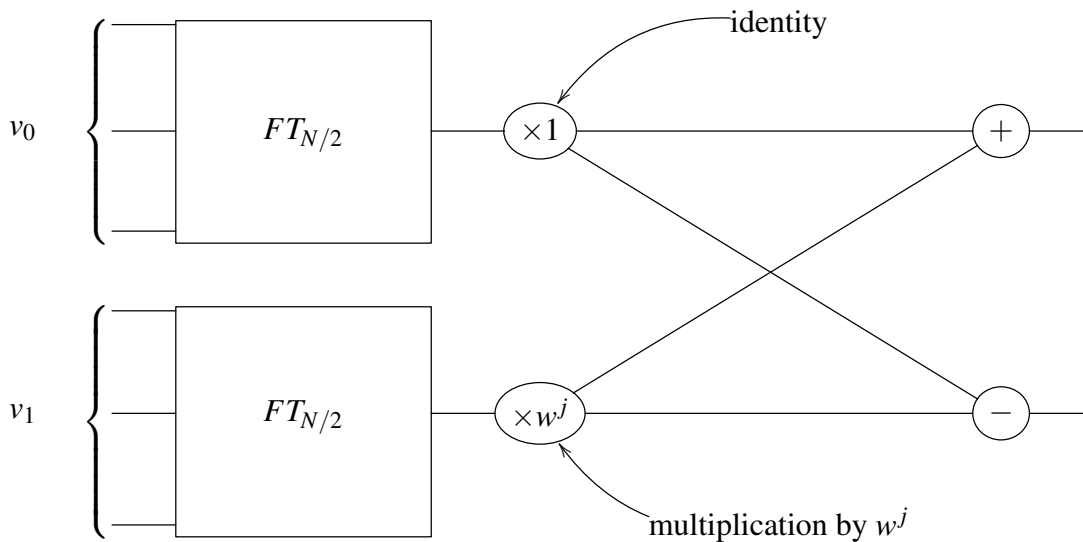 identity
v₀
FT_{N/2}
×1
+
v₁
FT_{N/2}
×w^j
−
multiplication by w^j